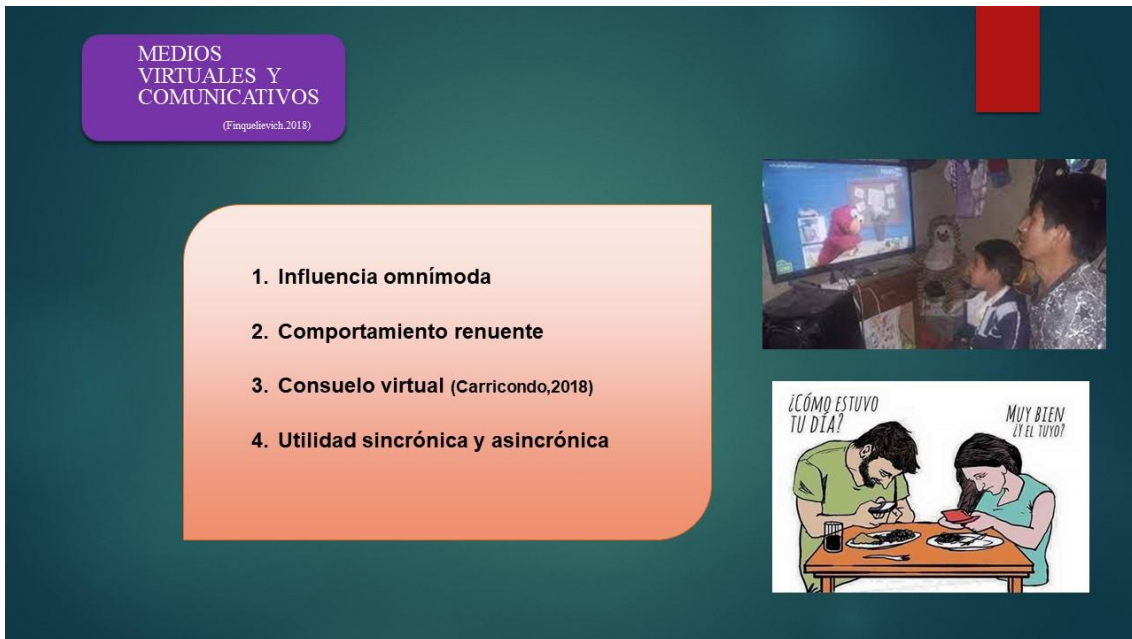 MEDIOS
VIRTUALES Y
COMUNICATIVOS
(Finquelievich.2018)
1. Influencia omnímoda
2. Comportamiento renuente
3. Consuelo virtual (Carricondo,2018)
4. Utilidad sincrónica y asincrónica
¿CÓMO ESTUVO
TU DÍA?
MUY BIEN
¿Y EL TUYO?